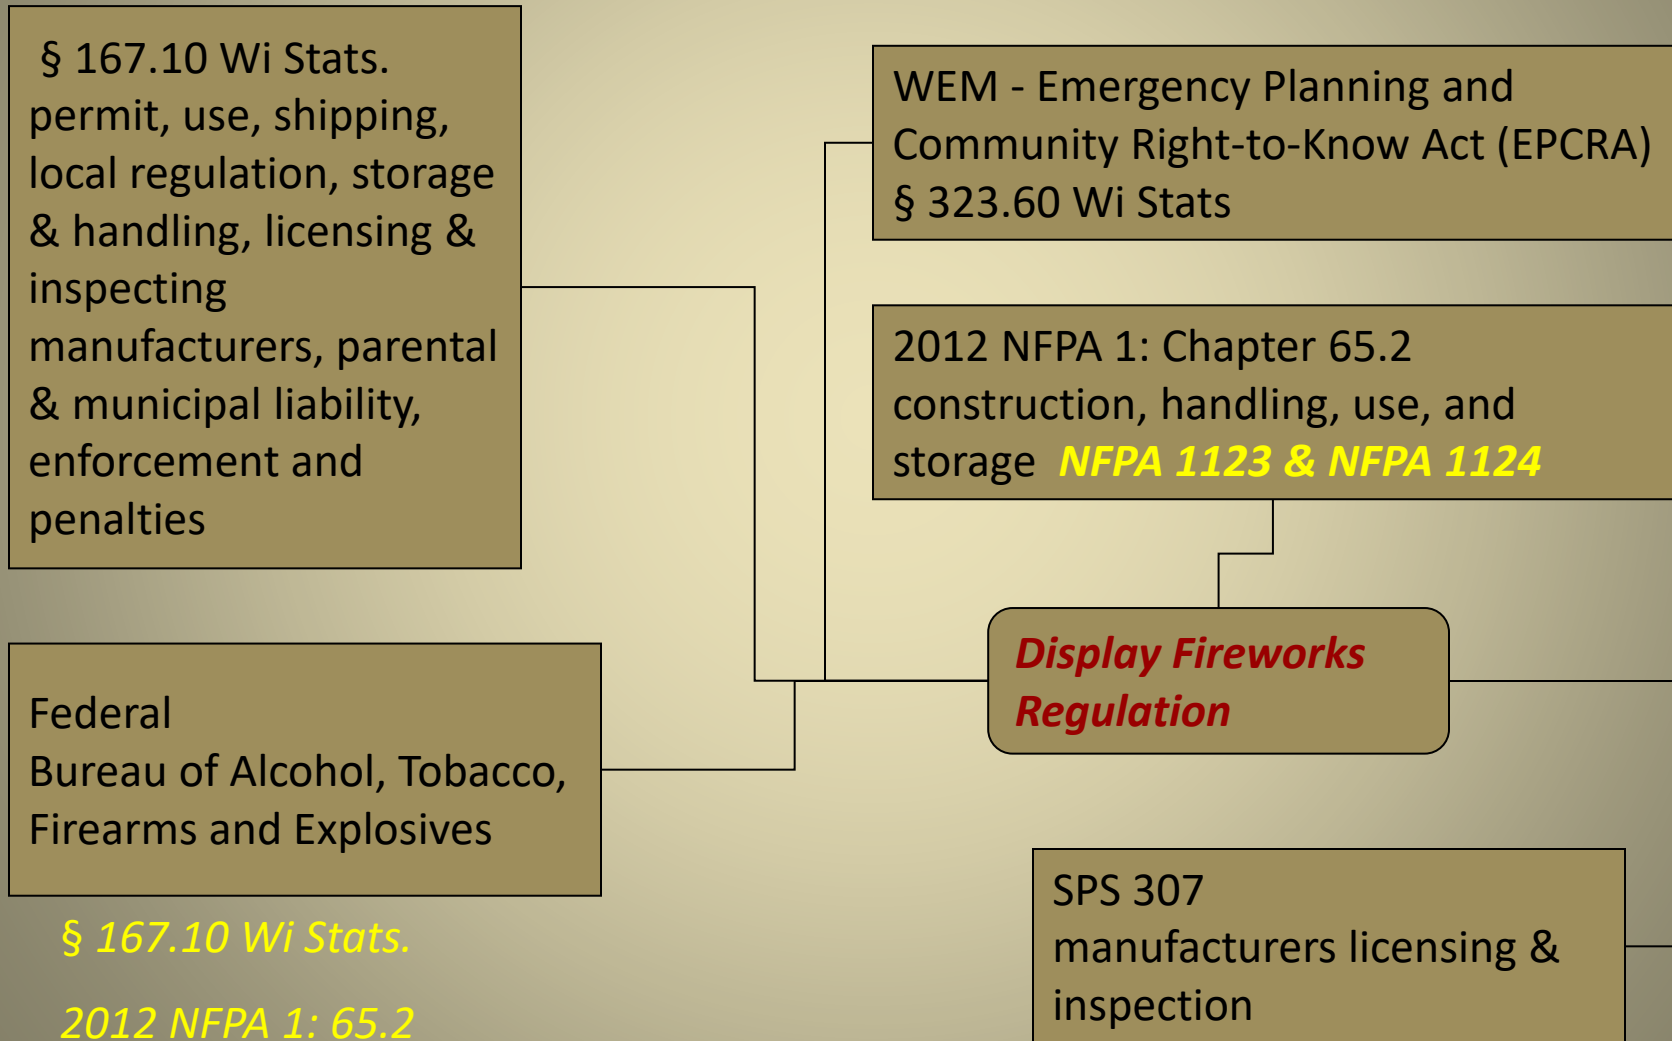 § 167.10 Wi Stats.
permit, use, shipping,
local regulation, storage
& handling, licensing &
inspecting
manufacturers, parental
& municipal liability,
enforcement and
penalties
WEM - Emergency Planning and
Community Right-to-Know Act (EPCRA)
§ 323.60 Wi Stats
2012 NFPA 1: Chapter 65.2
construction, handling, use, and
storage NFPA 1123 & NFPA 1124
Display Fireworks
Regulation
Federal
Bureau of Alcohol, Tobacco,
Firearms and Explosives
§ 167.10 Wi Stats.
2012 NFPA 1: 65.2
SPS 307
manufacturers licensing &
inspection